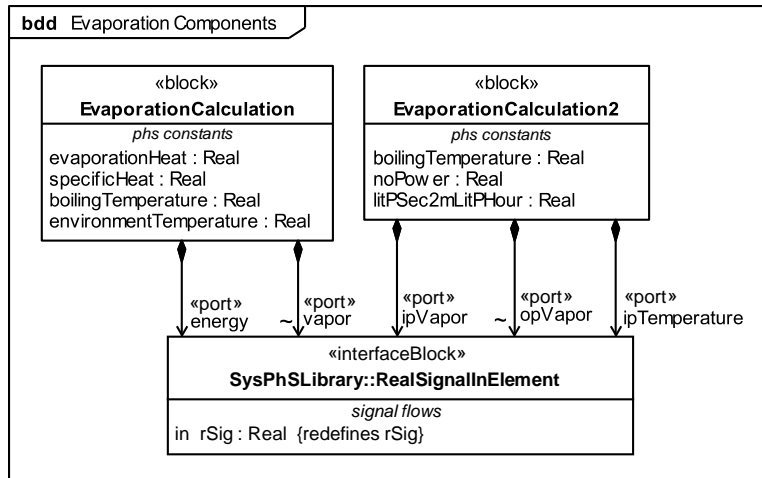 bdd Evaporation Components
«block»
EvaporationCalculation
phs constants
evaporationHeat : Real
specificHeat : Real
boilingTemperature : Real
environmentTemperature : Real
«block»
EvaporationCalculation2
phs constants
boilingTemperature : Real
noPower : Real
litPSec2mLitPHour : Real
«port»
energy
«port»
~ vapor
«port»
ipVapor
«port»
~ opVapor
«port»
ipTemperature
«interfaceBlock»
SysPhSLibrary::RealSignalInElement
signal flows
in rSig : Real {redefines rSig}